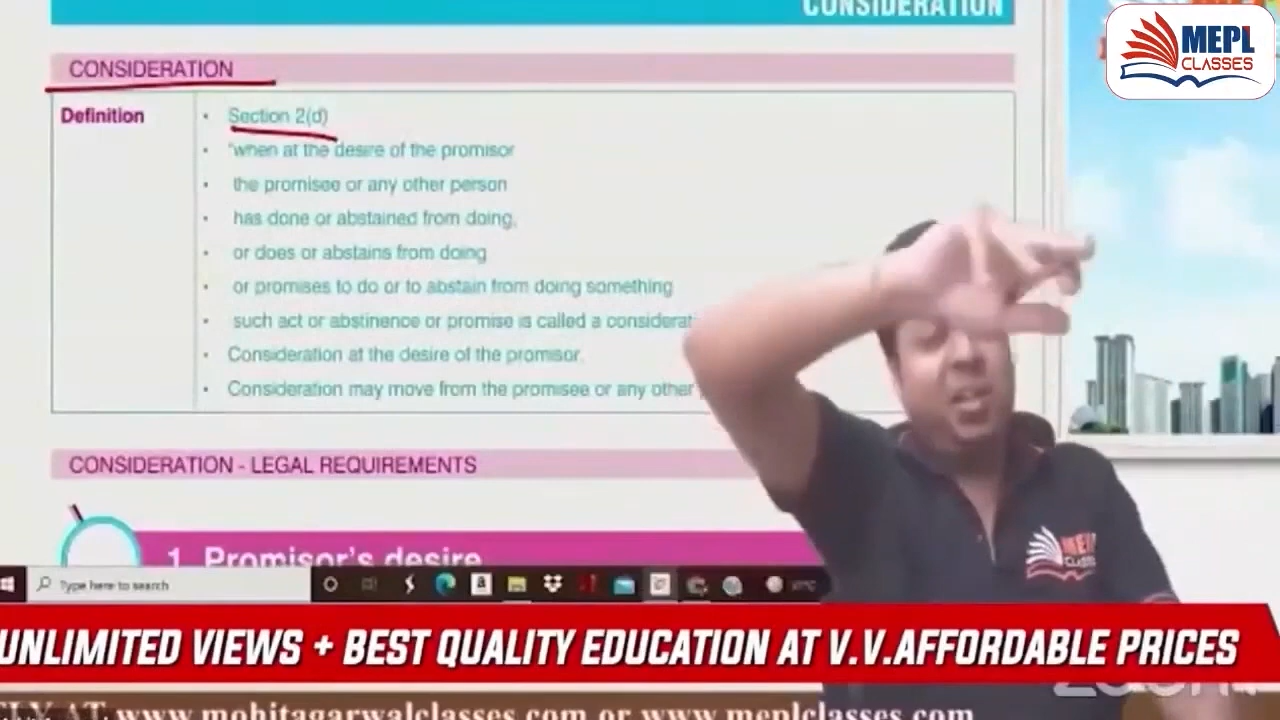 CONSIDERATION
MEPL
CLASSES
CONSIDERATION
Definition
• Section 2(d)
• "when at the desire of the promisor
• the promisee or any other person
• has done or abstained from doing,
• or does or abstains from doing
• or promises to do or to abstain from doing something
• such act or abstinence or promise is called a considerat
• Consideration at the desire of the promisor.
• Consideration may move from the promisee or any other
CONSIDERATION - LEGAL REQUIREMENTS
1. Promisor's desire
MEPL
CLASSES
Type here to search
UNLIMITED VIEWS + BEST QUALITY EDUCATION AT V.V.AFFORDABLE PRICES
AT www.mohitagarwalclasses.com or www.meplclasses.com